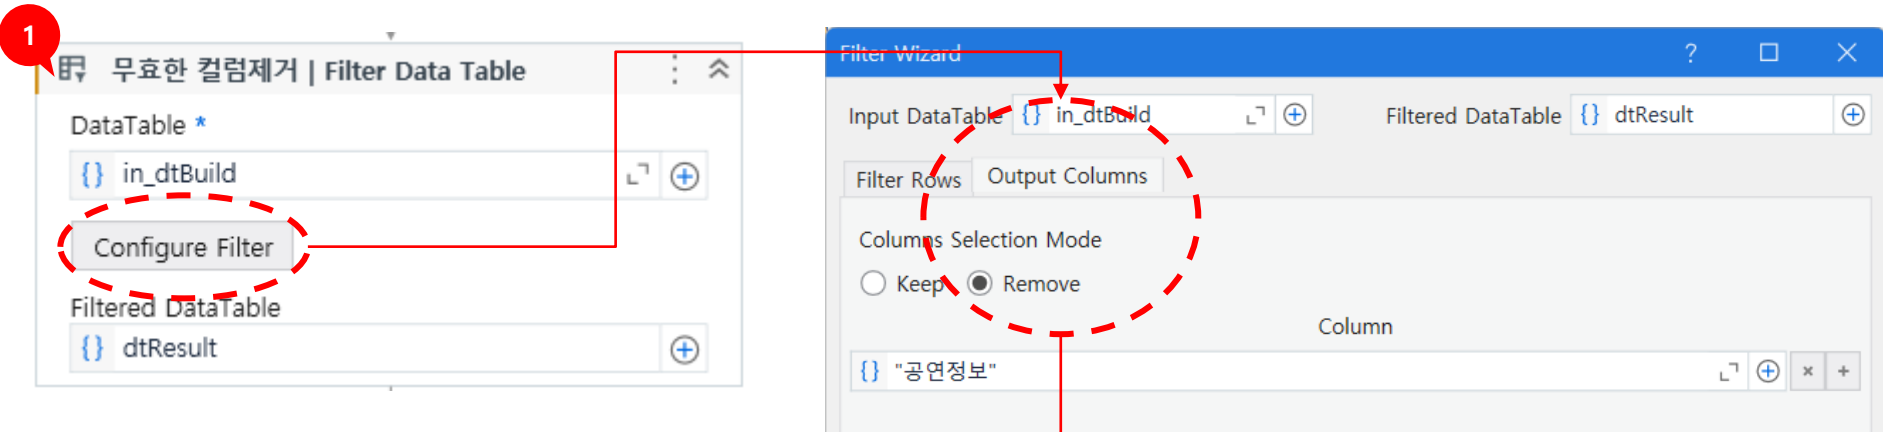 1
무효한 컬럼제거 | Filter Data Table
DataTable *
{} in_dtBuild
Configure Filter
Filtered DataTable
{} dtResult
Filter Wizard
?
Input DataTable {} in_dtBuild
Filtered DataTable {} dtResult
Filter Rows
Output Columns
Columns Selection Mode
Keep
Remove
Column
{} "공연정보"
× +